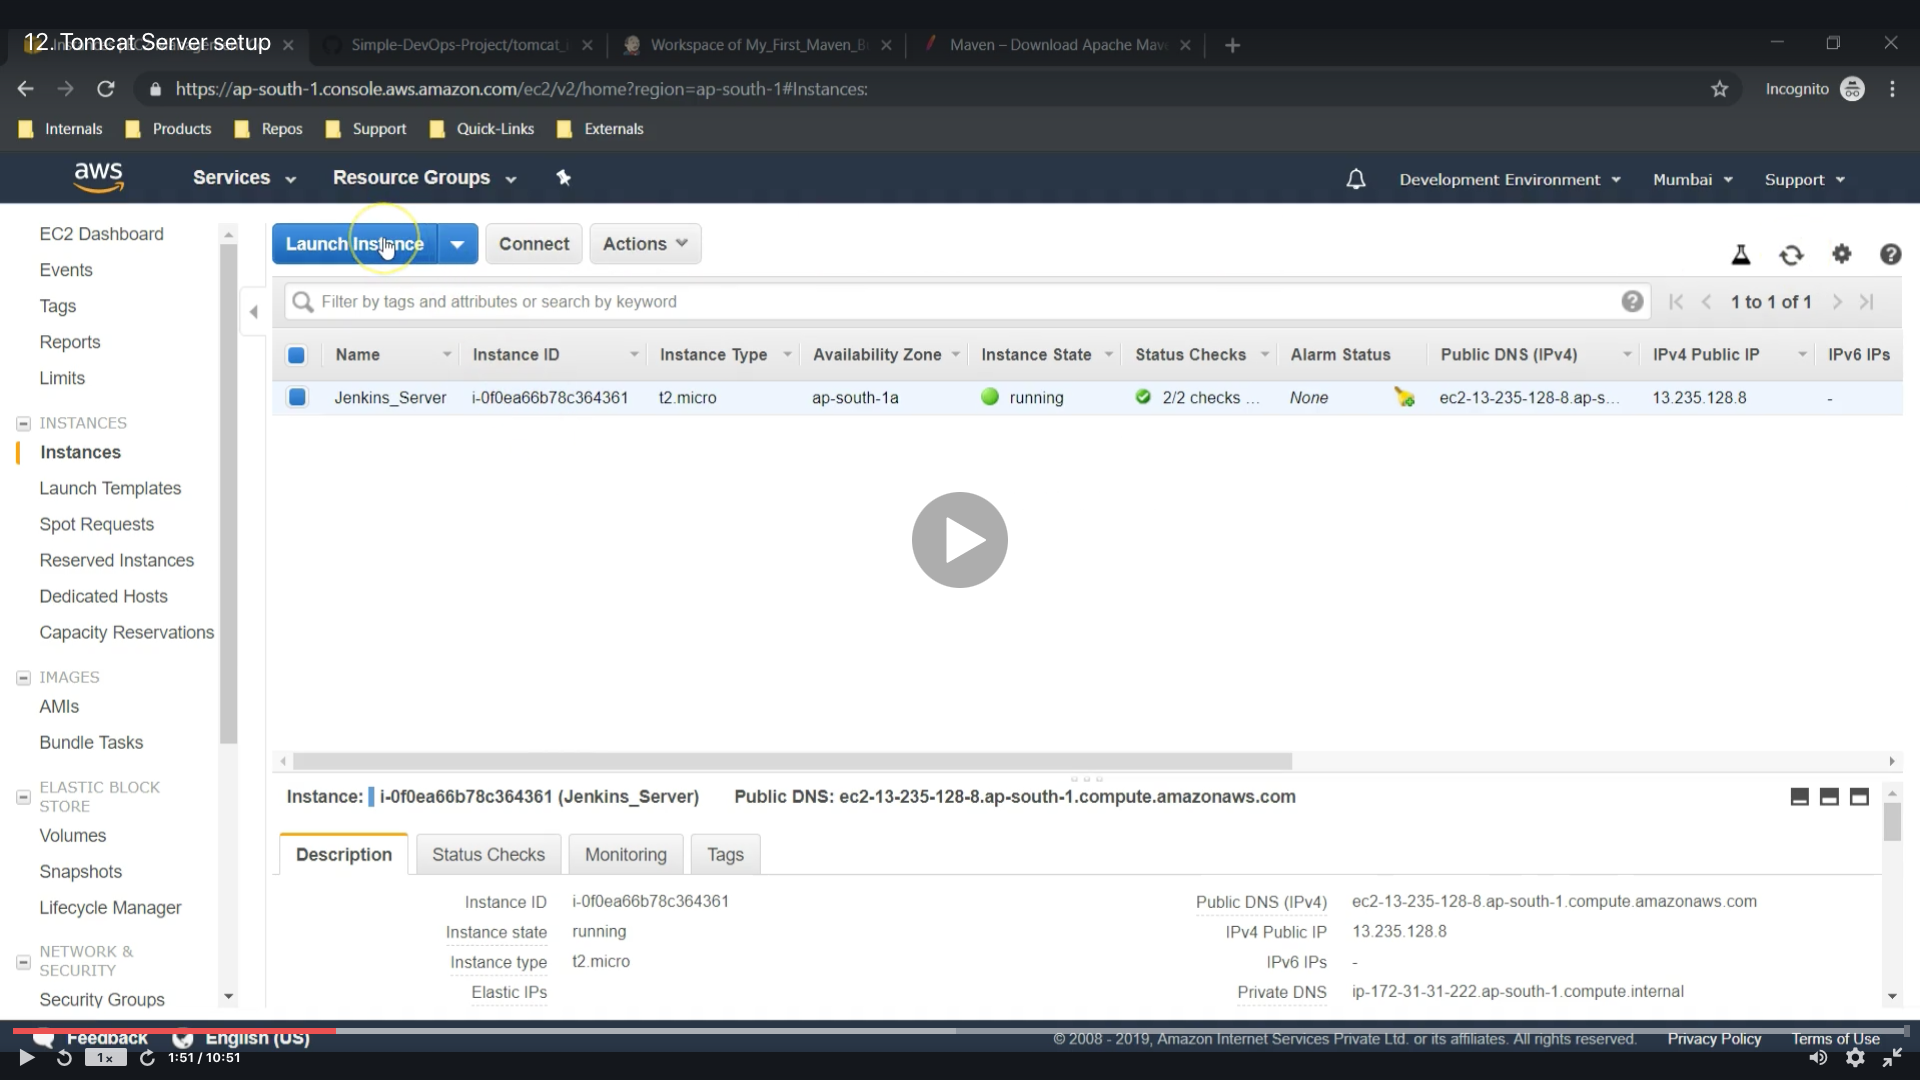 12. Tomcat Server setup
Simple-DevOps-Project/tomcat_
Workspace of My_First_Maven_B
Maven – Download Apache Mav
https://ap-south-1.console.aws.amazon.com/ec2/v2/home?region=ap-south-1#Instances:
Incognito
Internals Products Repos Support Quick-Links Externals
aws Services Resource Groups Development Environment Mumbai Support
EC2 Dashboard
Events
Tags
Reports
Limits
INSTANCES
Instances
Launch Templates
Spot Requests
Reserved Instances
Dedicated Hosts
Capacity Reservations
IMAGES
AMIs
Bundle Tasks
ELASTIC BLOCK
STORE
Volumes
Snapshots
Lifecycle Manager
NETWORK &
SECURITY
Security Groups
Launch Instance Connect Actions
Filter by tags and attributes or search by keyword
1 to 1 of 1
Name Instance ID Instance Type Availability Zone Instance State Status Checks Alarm Status Public DNS (IPv4) IPv4 Public IP IPv6 IPs
Jenkins_Server i-0f0ea66b78c364361 t2.micro ap-south-1a running 2/2 checks ... None ec2-13-235-128-8.ap-s... 13.235.128.8 -
Instance: i-0f0ea66b78c364361 (Jenkins_Server) Public DNS: ec2-13-235-128-8.ap-south-1.compute.amazonaws.com
Description Status Checks Monitoring Tags
Instance ID i-0f0ea66b78c364361 Public DNS (IPv4) ec2-13-235-128-8.ap-south-1.compute.amazonaws.com
Instance state running IPv4 Public IP 13.235.128.8
Instance type t2.micro IPv6 IPs -
Elastic IPs Private DNS ip-172-31-31-222.ap-south-1.compute.internal
Feedback English (US) © 2008 - 2019, Amazon Internet Services Private Ltd. or its affiliates. All rights reserved. Privacy Policy Terms of Use
1x 1:51 / 10:51